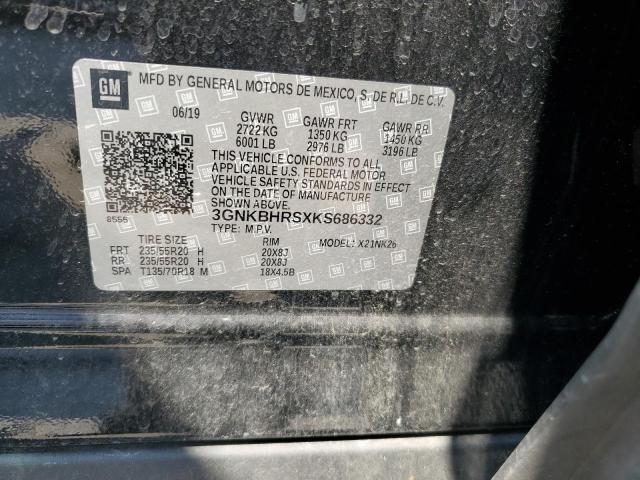 GM
MFD BY GENERAL MOTORS DE MEXICO, S. DE R.L. DE C.V.
06/19 GVWR GAWR FRT GAWR RR
2722 KG 1350 KG 1450 KG
6001 LB 2976 LB 3196 LB
THIS VEHICLE CONFORMS TO ALL
APPLICABLE U.S. FEDERAL MOTOR
VEHICLE SAFETY STANDARDS IN EFFECT
ON THE DATE OF MANUFACTURE
SHOWN ABOVE.
8555 3GNKBHRSXKS686332
TYPE: M.P.V.
TIRE SIZE RIM MODEL: X21NK26
FRT 235/55R20 H 20X8J
RR 235/55R20 H 20X8J
SPA T135/70R18 M 18X4.5B